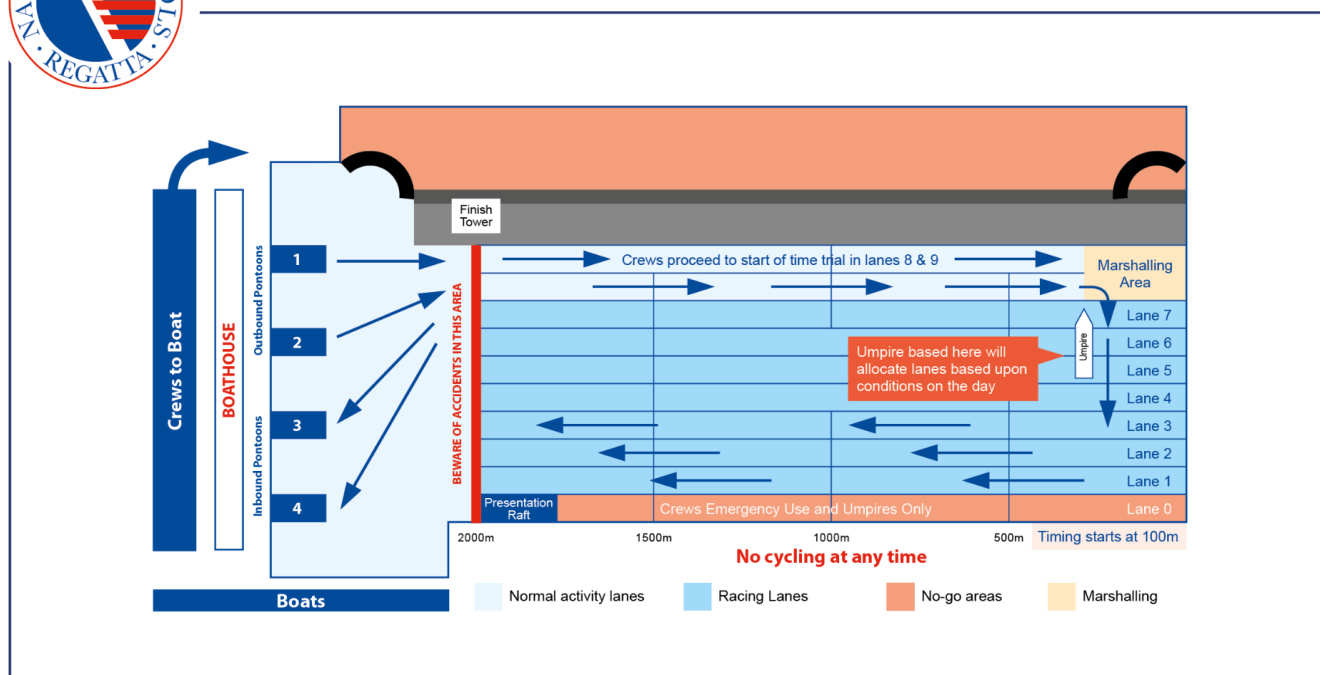 NA
· REGATTA ·
LS
Finish
Tower
Crews to Boat
BOATHOUSE
Outbound Pontoons
Inbound Pontoons
1
2
3
4
BEWARE OF ACCIDENTS IN THIS AREA
Crews proceed to start of time trial in lanes 8 & 9
Marshalling
Area
Lane 7
Lane 6
Lane 5
Lane 4
Lane 3
Lane 2
Lane 1
Lane 0
Umpire
Umpire based here will
allocate lanes based upon
conditions on the day
Presentation
Raft
Crews Emergency Use and Umpires Only
2000m
1500m
1000m
500m
Timing starts at 100m
No cycling at any time
Boats
Normal activity lanes
Racing Lanes
No-go areas
Marshalling